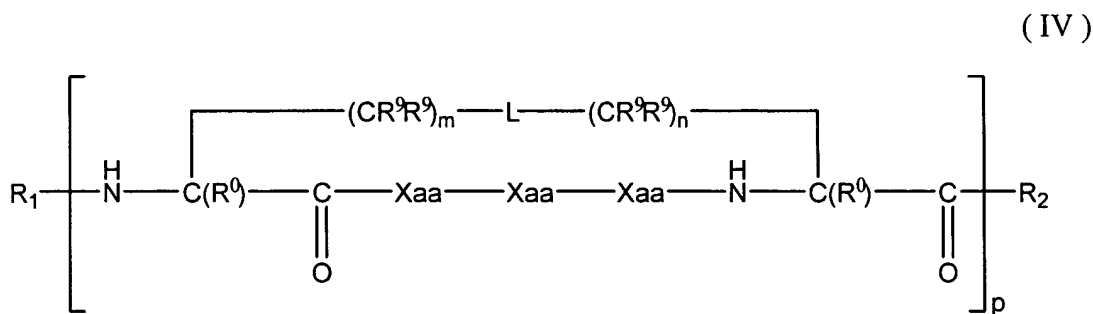 ( IV )
(CR⁹R⁹)ₘ L (CR⁹R⁹)ₙ
R₁ H N C(R⁰) C Xaa Xaa Xaa H N C(R⁰) C R₂
O O
p